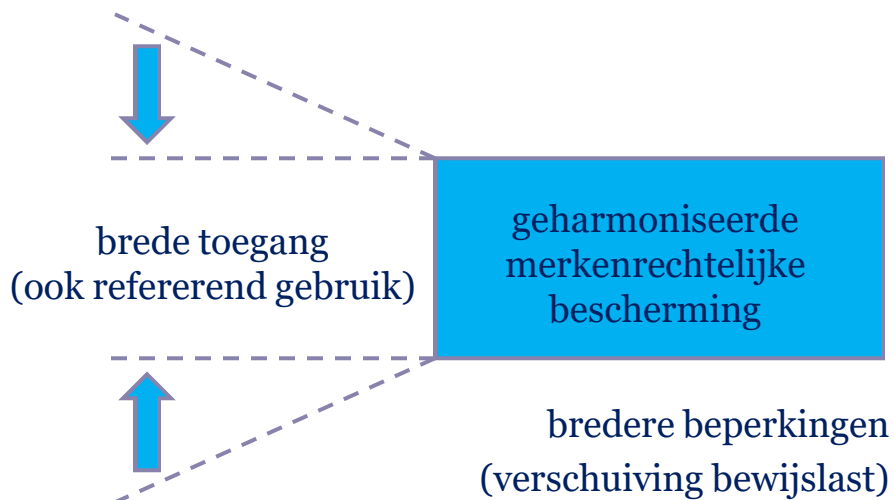 brede toegang
(ook refererend gebruik)
geharmoniseerde
merkenrechtelijke
bescherming
bredere beperkingen
(verschuiving bewijslast)